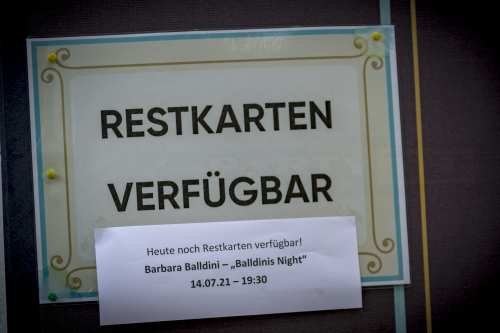 RESTKARTEN
VERFÜGBAR
Heute noch Restkarten verfügbar!
Barbara Balldini – „Balldinis Night“
14.07.21 – 19:30